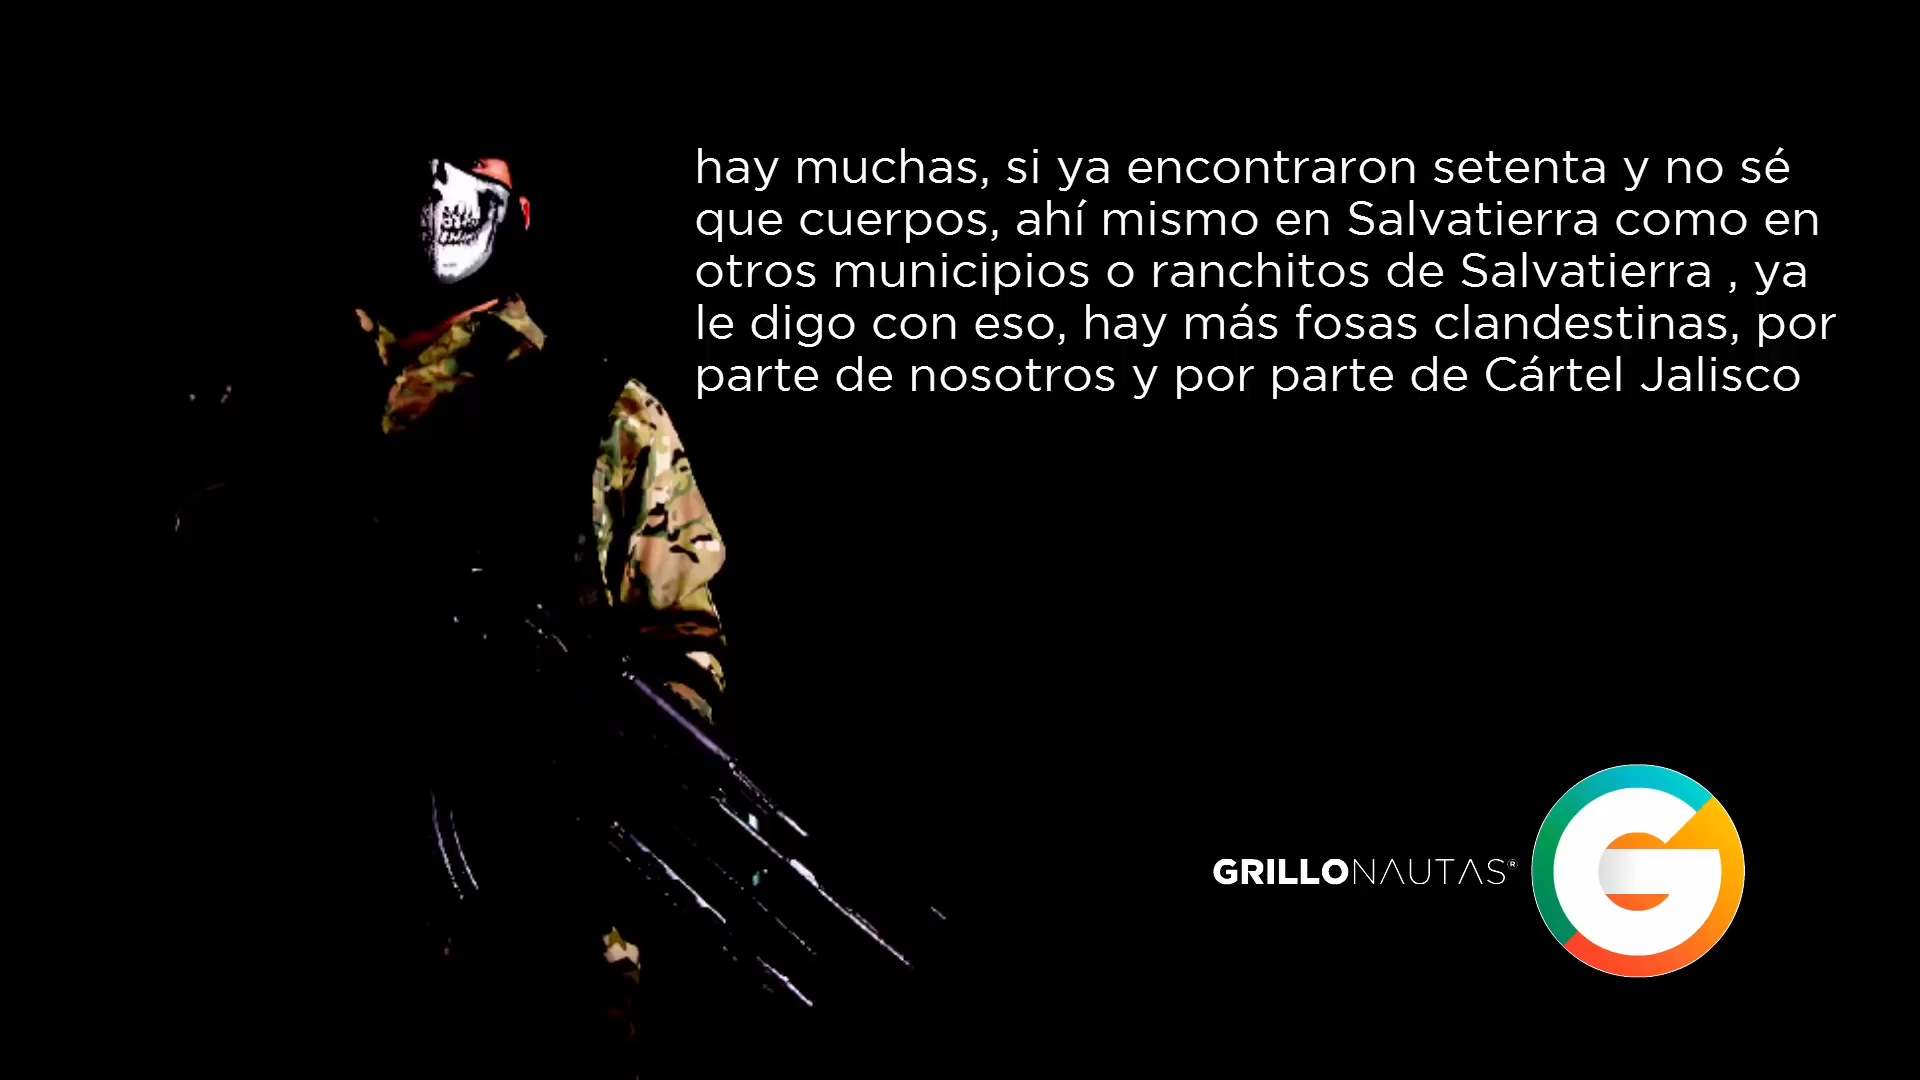 hay muchas, si ya encontraron setenta y no sé
que cuerpos, ahí mismo en Salvatierra como en
otros municipios o ranchitos de Salvatierra , ya
le digo con eso, hay más fosas clandestinas, por
parte de nosotros y por parte de Cártel Jalisco
GRILLONAUTAS®
G